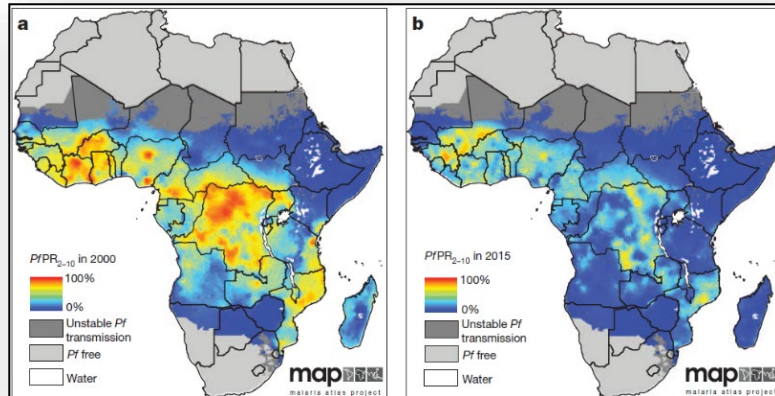 a
PfPR2–10 in 2000
100%
0%
Unstable Pf
transmission
Pf free
Water
map
malaria atlas project
b
PfPR2–10 in 2015
100%
0%
Unstable Pf
transmission
Pf free
Water
map
malaria atlas project